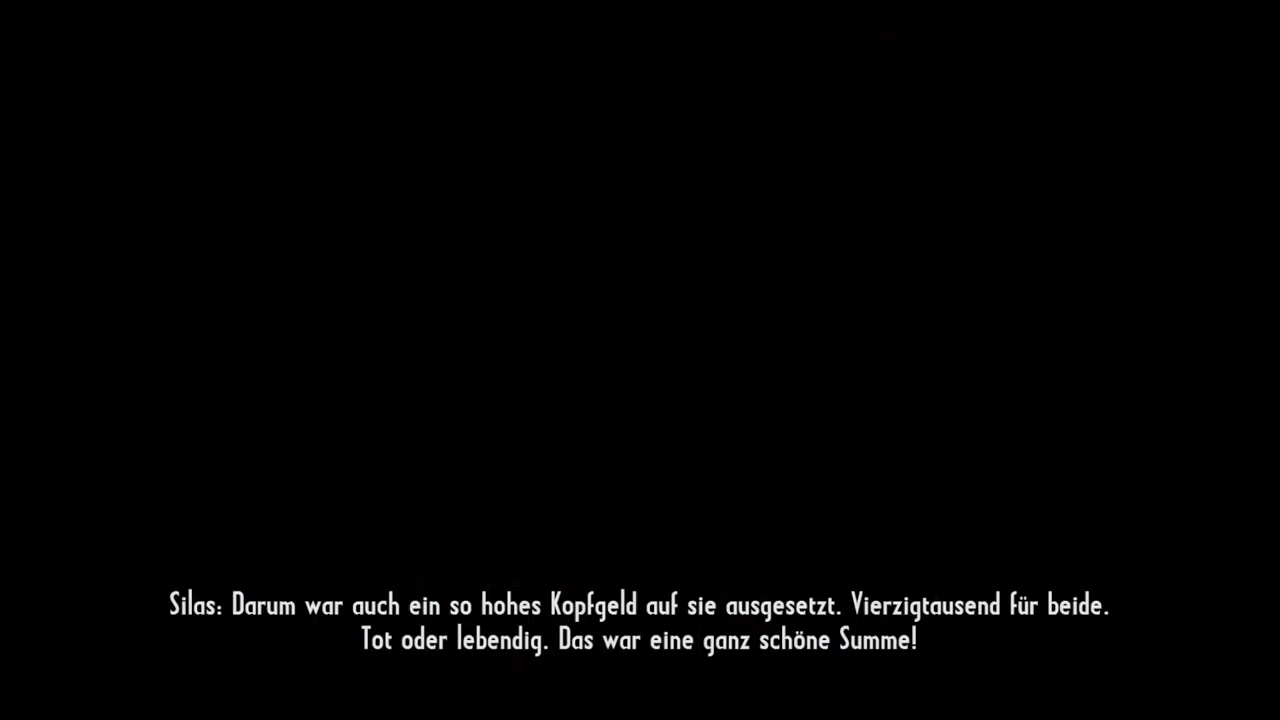 Silas: Darum war auch ein so hohes Kopfgeld auf sie ausgesetzt. Vierzigtausend für beide.
Tot oder lebendig. Das war eine ganz schöne Summe!